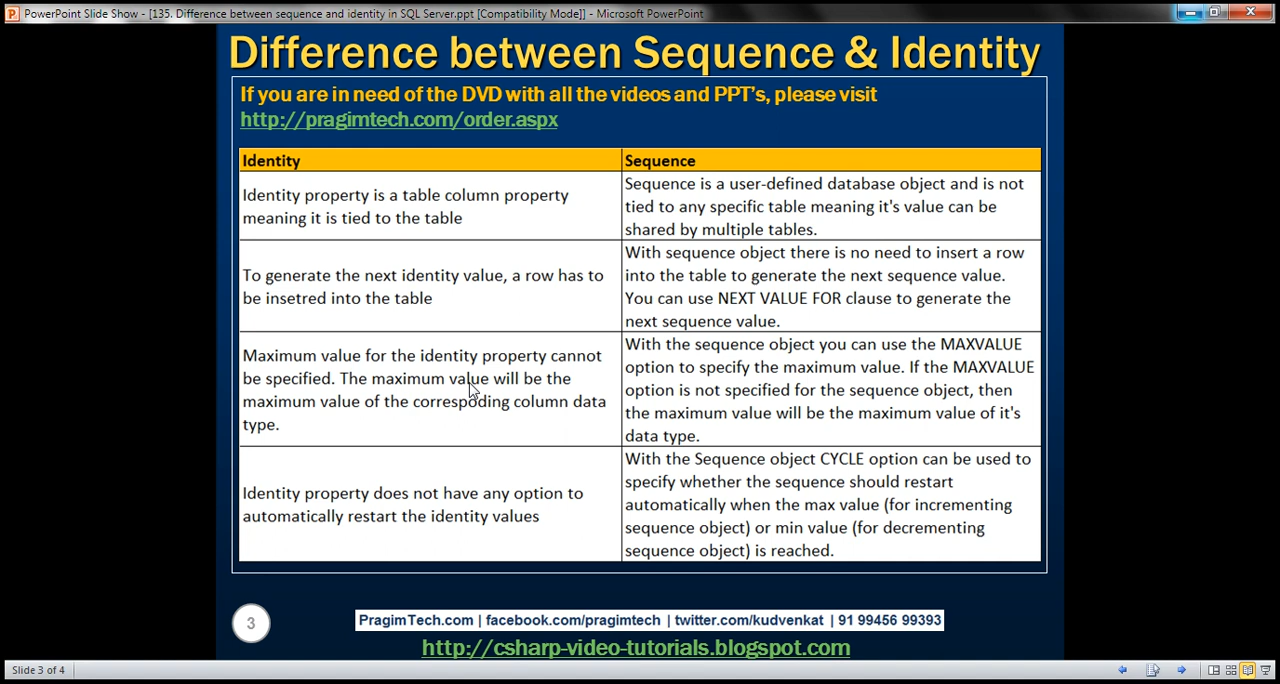 PowerPoint Slide Show - [135. Difference between sequence and identity in SQL Server.ppt [Compatibility Mode]] - Microsoft PowerPoint
Difference between Sequence & Identity
If you are in need of the DVD with all the videos and PPT's, please visit
http://pragimtech.com/order.aspx
Identity
Sequence
Identity property is a table column property
meaning it is tied to the table
Sequence is a user-defined database object and is not
tied to any specific table meaning it's value can be
shared by multiple tables.
To generate the next identity value, a row has to
be insetred into the table
With sequence object there is no need to insert a row
into the table to generate the next sequence value.
You can use NEXT VALUE FOR clause to generate the
next sequence value.
Maximum value for the identity property cannot
be specified. The maximum value will be the
maximum value of the correspoding column data
type.
With the sequence object you can use the MAXVALUE
option to specify the maximum value. If the MAXVALUE
option is not specified for the sequence object, then
the maximum value will be the maximum value of it's
data type.
Identity property does not have any option to
automatically restart the identity values
With the Sequence object CYCLE option can be used to
specify whether the sequence should restart
automatically when the max value (for incrementing
sequence object) or min value (for decrementing
sequence object) is reached.
3
PragimTech.com | facebook.com/pragimtech | twitter.com/kudvenkat | 91 99456 99393
http://csharp-video-tutorials.blogspot.com
Slide 3 of 4